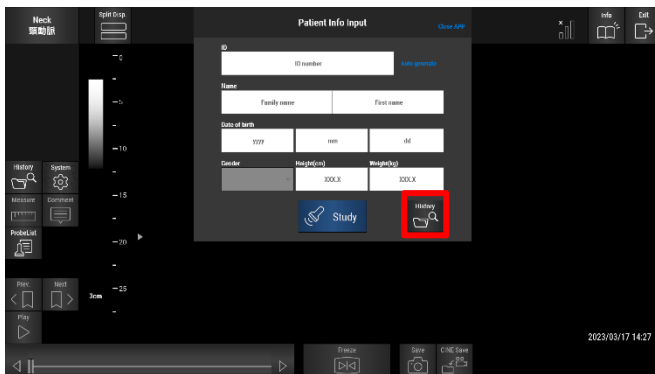 Neck
頸動脈
Split Disp.
Patient Info Input
Close APP
Info
Exit
ID
ID number
Auto generate
Name
Family name
First name
Date of birth
yyyy
mm
dd
Gender
Height(cm)
Weight(kg)
XXX.X
XXX.X
Study
History
0
5
10
15
20
25
3cm
History
System
Measure
Comment
ProbeList
Prev.
Next
Play
Freeze
Save
CINE Save
2023/03/17 14:27